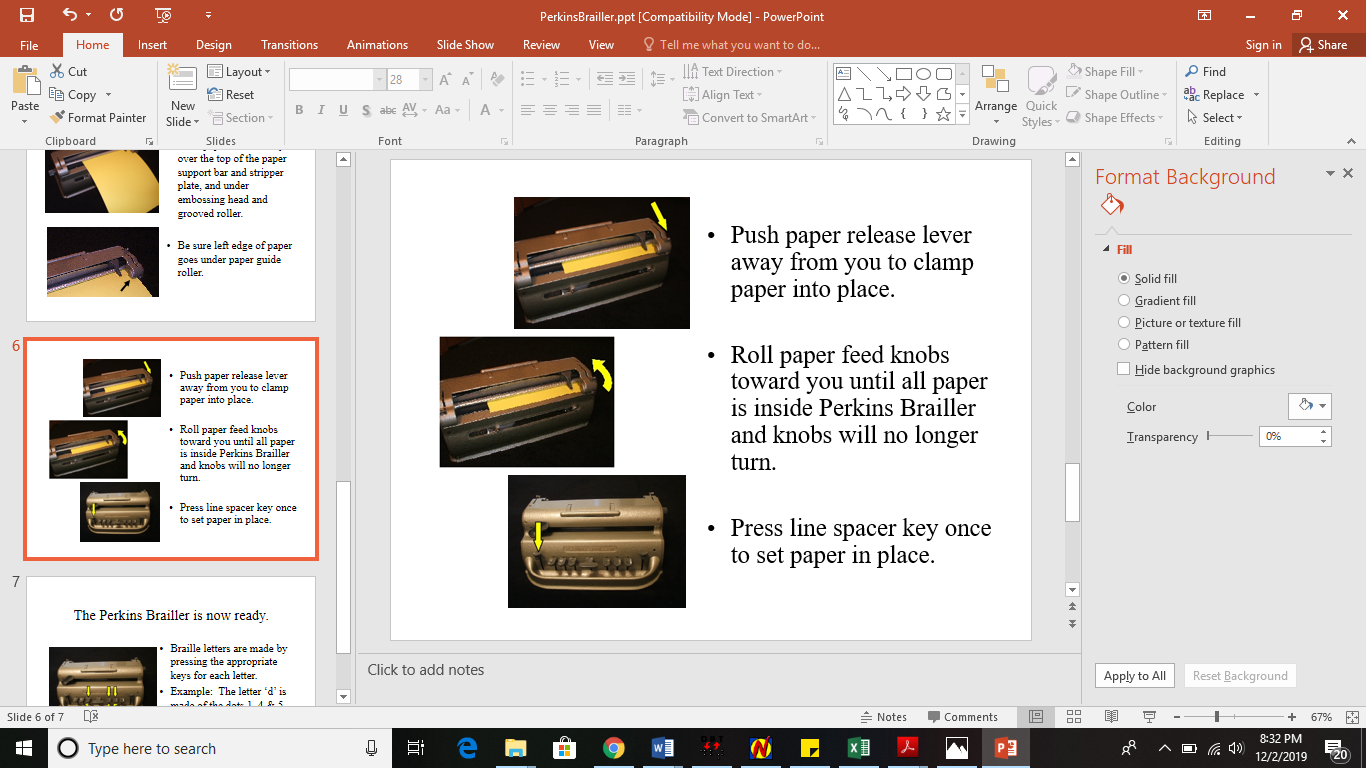 PerkinsBrailler.ppt [Compatibility Mode] - PowerPoint
File Home Insert Design Transitions Animations Slide Show Review View Tell me what you want to do... Sign in Share
Paste
Cut
Copy
Format Painter
Clipboard
New Slide
Layout
Reset
Section
Slides
28
B I U S abc AV Aa A
Font
Text Direction
Align Text
Convert to SmartArt
Paragraph
Arrange
Quick Styles
Shape Fill
Shape Outline
Shape Effects
Drawing
Find
Replace
Select
Editing
over the top of the paper
support bar and stripper
plate, and under
embossing head and
grooved roller.
• Be sure left edge of paper
goes under paper guide
roller.
6
• Push paper release lever
away from you to clamp
paper into place.
• Roll paper feed knobs
toward you until all paper
is inside Perkins Brailler
and knobs will no longer
turn.
• Press line spacer key once
to set paper in place.
7
The Perkins Brailler is now ready.
• Braille letters are made by
pressing the appropriate
keys for each letter.
• Example: The letter ‘d’ is
made of the dots 1, 4 & 5
• Push paper release lever
away from you to clamp
paper into place.
• Roll paper feed knobs
toward you until all paper
is inside Perkins Brailler
and knobs will no longer
turn.
• Press line spacer key once
to set paper in place.
Click to add notes
Format Background
Fill
Solid fill
Gradient fill
Picture or texture fill
Pattern fill
Hide background graphics
Color
Transparency 0%
Apply to All Reset Background
Slide 6 of 7 Notes Comments 67%
Type here to search
8:32 PM
12/2/2019
20